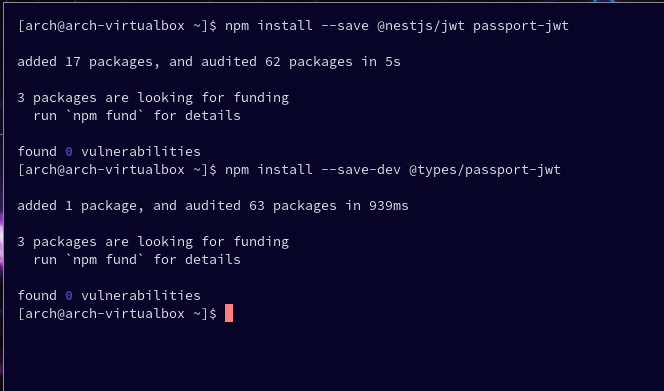 [arch@arch-virtualbox ~]$ npm install --save @nestjs/jwt passport-jwt
added 17 packages, and audited 62 packages in 5s
3 packages are looking for funding
run `npm fund` for details
found 0 vulnerabilities
[arch@arch-virtualbox ~]$ npm install --save-dev @types/passport-jwt
added 1 package, and audited 63 packages in 939ms
3 packages are looking for funding
run `npm fund` for details
found 0 vulnerabilities
[arch@arch-virtualbox ~]$